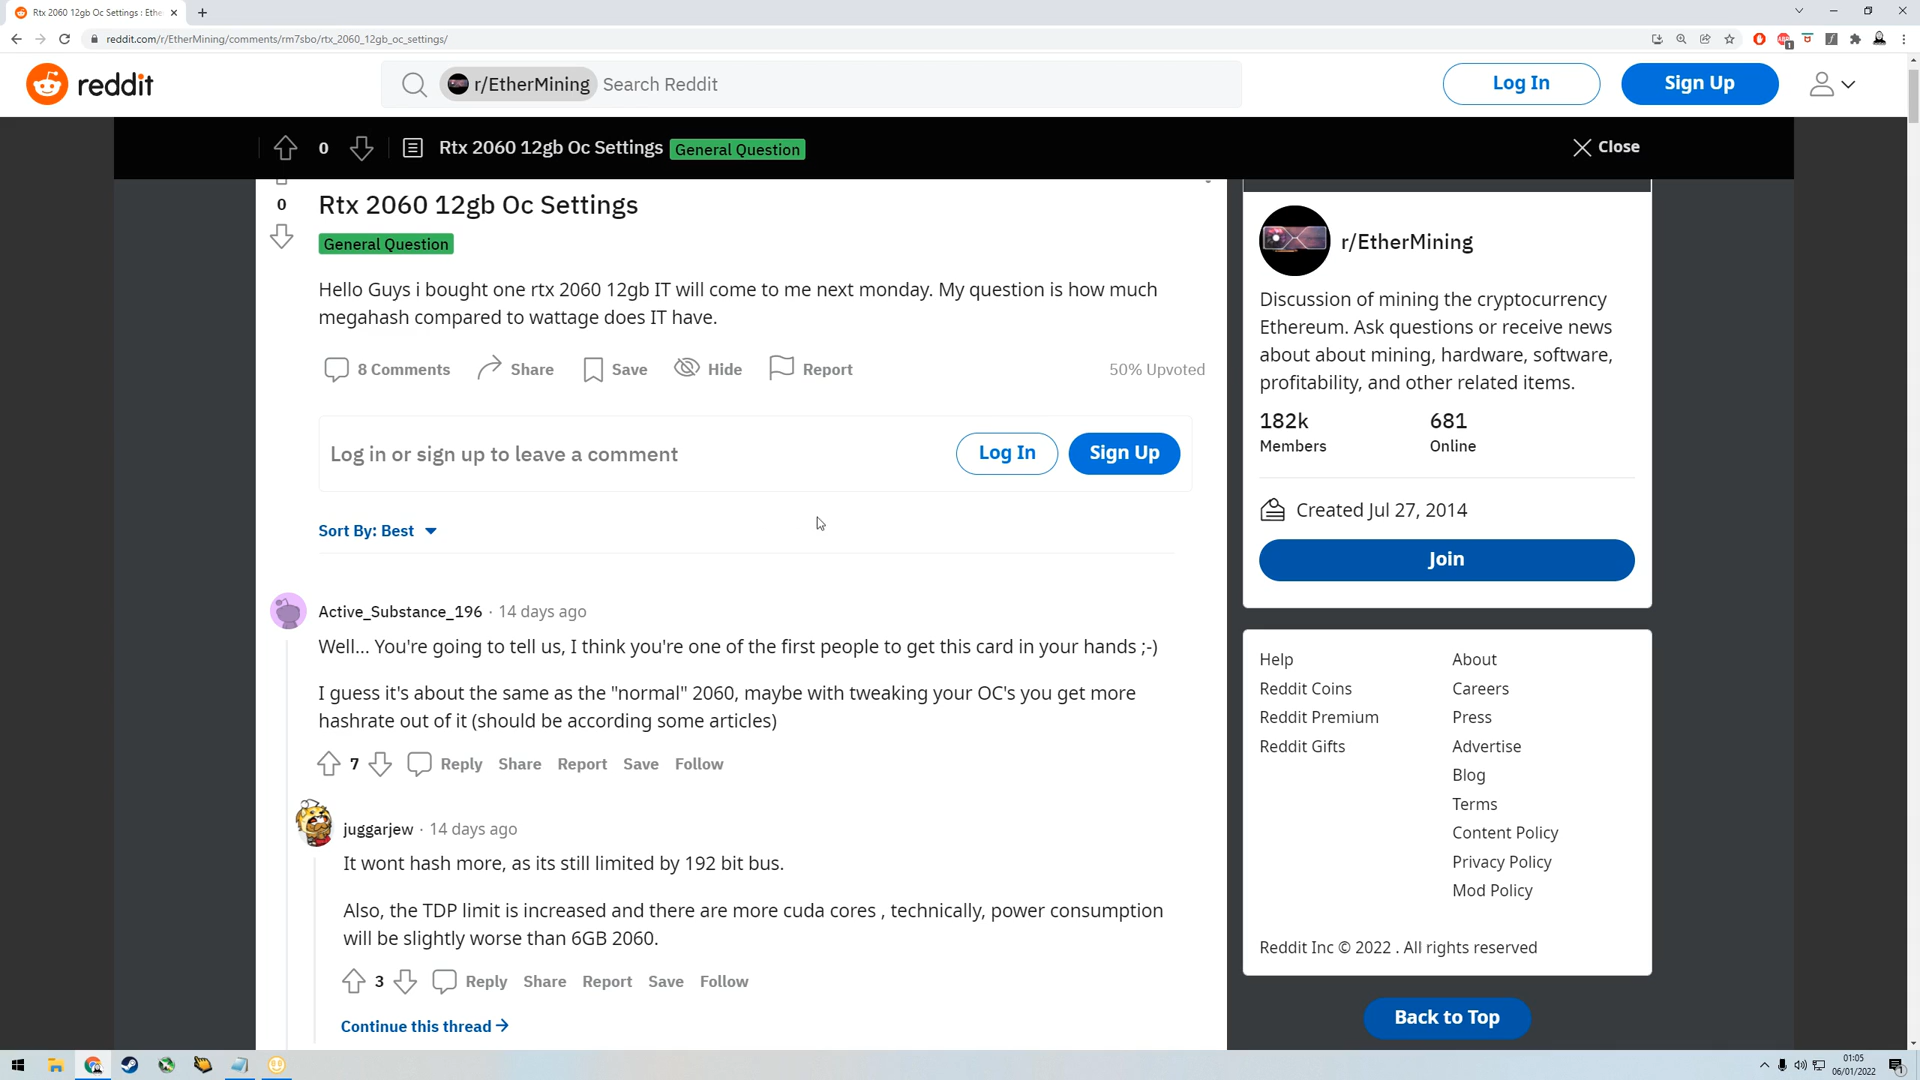 Rtx 2060 12gb Oc Settings : Ethe
reddit.com/r/EtherMining/comments/rm7sbo/rtx_2060_12gb_oc_settings/
reddit
r/EtherMining Search Reddit
Log In
Sign Up
0
Rtx 2060 12gb Oc Settings General Question
Close
0
Rtx 2060 12gb Oc Settings
General Question
Hello Guys i bought one rtx 2060 12gb IT will come to me next monday. My question is how much
megahash compared to wattage does IT have.
8 Comments
Share
Save
Hide
Report
50% Upvoted
Log in or sign up to leave a comment
Log In
Sign Up
Sort By: Best
Active_Substance_196 · 14 days ago
Well... You're going to tell us, I think you're one of the first people to get this card in your hands ;-)
I guess it's about the same as the "normal" 2060, maybe with tweaking your OC's you get more
hashrate out of it (should be according some articles)
7
Reply
Share
Report
Save
Follow
juggarjew · 14 days ago
It wont hash more, as its still limited by 192 bit bus.
Also, the TDP limit is increased and there are more cuda cores , technically, power consumption
will be slightly worse than 6GB 2060.
3
Reply
Share
Report
Save
Follow
Continue this thread
r/EtherMining
Discussion of mining the cryptocurrency
Ethereum. Ask questions or receive news
about about mining, hardware, software,
profitability, and other related items.
182k
Members
681
Online
Created Jul 27, 2014
Join
Help
Reddit Coins
Reddit Premium
Reddit Gifts
About
Careers
Press
Advertise
Blog
Terms
Content Policy
Privacy Policy
Mod Policy
Reddit Inc © 2022 . All rights reserved
Back to Top
01:05
06/01/2022